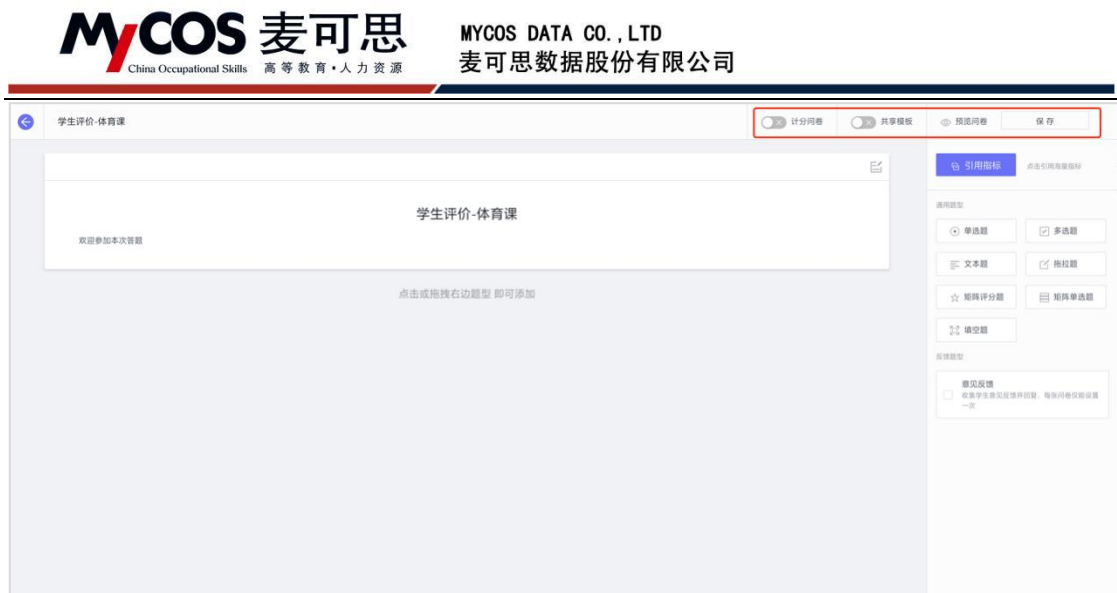 MyCOS 麦可思
China Occupational Skills 高等教育•人力资源
MYCOS DATA CO.,LTD
麦可思数据股份有限公司
学生评价-体育课
计分问卷
共享模板
预览问卷
保存
学生评价-体育课
欢迎参加本次答题
点击或拖拽右边题型 即可添加
引用指标
点击引用海量指标
通用题型
单选题
多选题
文本题
拖拉题
矩阵评分题
矩阵单选题
填空题
反馈题型
意见反馈
收集学生意见反馈并回复，每张问卷仅能设置
一次